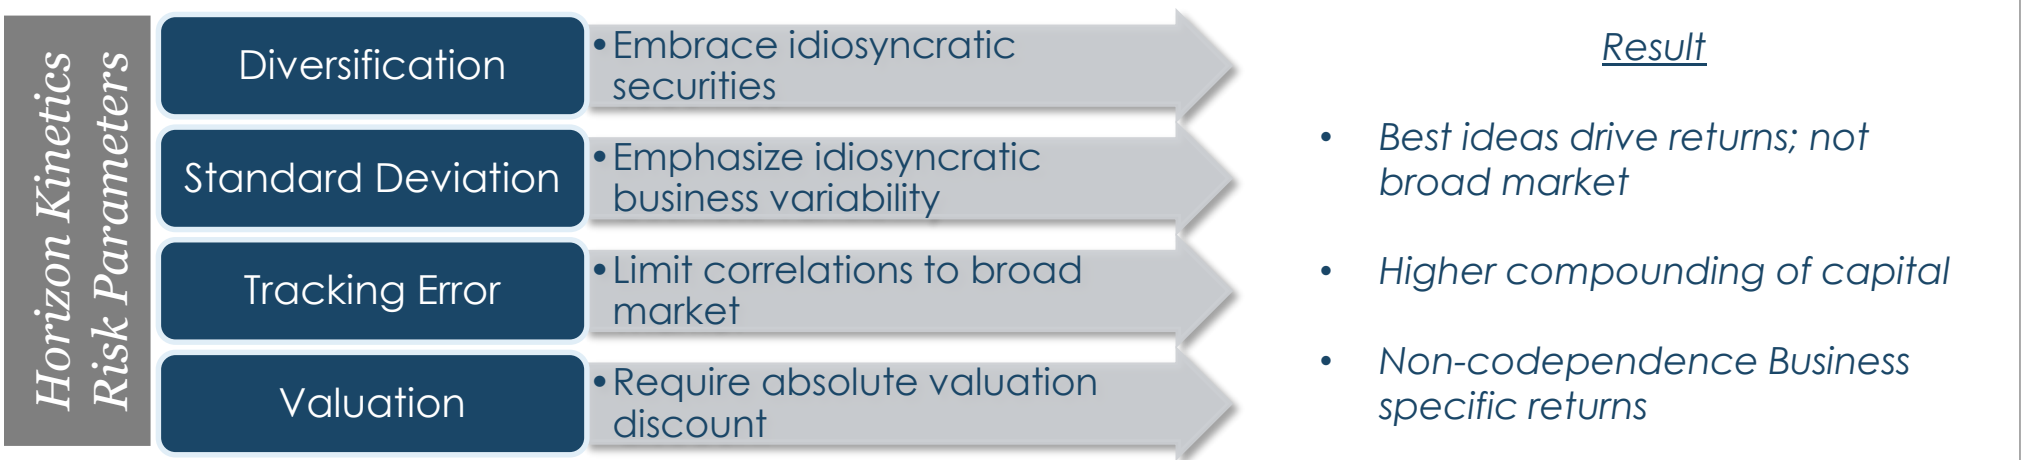 Horizon Kinetics
Risk Parameters
Diversification
•Embrace idiosyncratic
securities
Standard Deviation
•Emphasize idiosyncratic
business variability
Tracking Error
•Limit correlations to broad
market
Valuation
•Require absolute valuation
discount
Result
• Best ideas drive returns; not
broad market
• Higher compounding of capital
• Non-codependence Business
specific returns